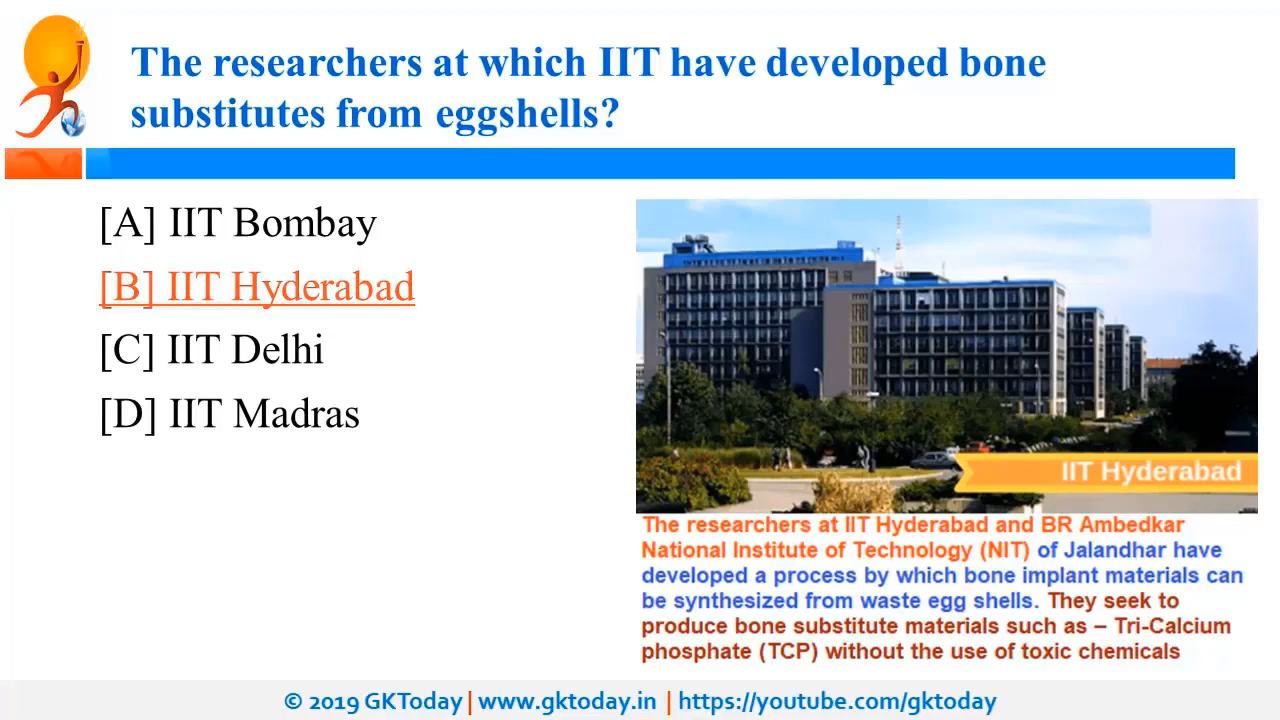 The researchers at which IIT have developed bone
substitutes from eggshells?
[A] IIT Bombay
[B] IIT Hyderabad
[C] IIT Delhi
[D] IIT Madras
IIT Hyderabad
The researchers at IIT Hyderabad and BR Ambedkar
National Institute of Technology (NIT) of Jalandhar have
developed a process by which bone implant materials can
be synthesized from waste egg shells. They seek to
produce bone substitute materials such as – Tri-Calcium
phosphate (TCP) without the use of toxic chemicals
© 2019 GKToday | www.gktoday.in | https://youtube.com/gktoday